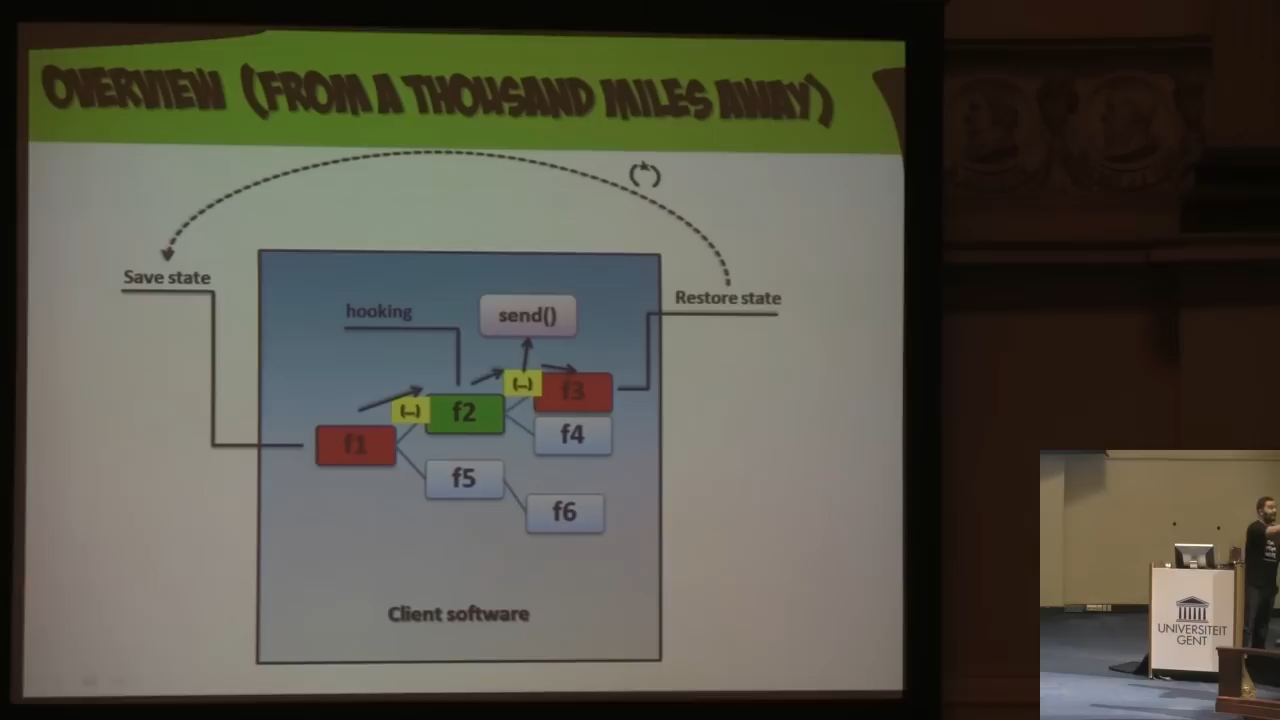 OVERVIEW (FROM A THOUSAND MILES AWAY)
Save state
Restore state
hooking
send()
(...)
f3
(...)
f2
f4
f1
f5
f6
Client software
UNIVERSITEIT
GENT